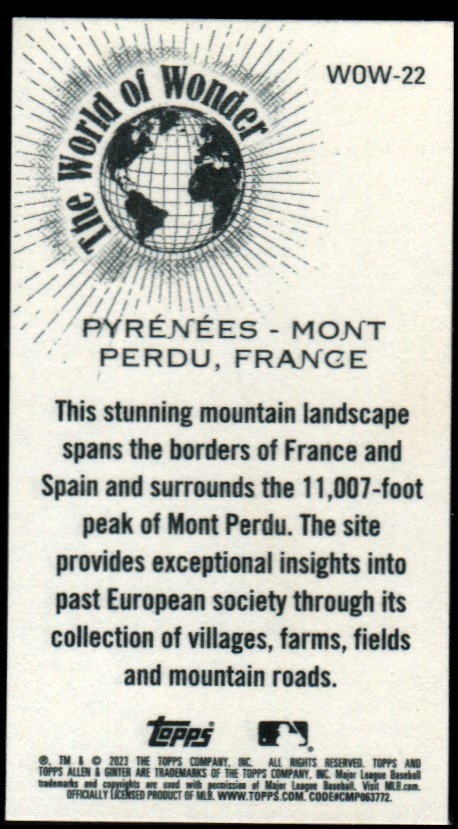 WOW-22
The World of Wonder
PYRÉNÉES - MONT
PERDU, FRANCE
This stunning mountain landscape
spans the borders of France and
Spain and surrounds the 11,007-foot
peak of Mont Perdu. The site
provides exceptional insights into
past European society through its
collection of villages, farms, fields
and mountain roads.
topps
®, TM & © 2023 THE TOPPS COMPANY, INC. ALL RIGHTS RESERVED. TOPPS AND
TOPPS ALLEN & GINTER ARE TRADEMARKS OF THE TOPPS COMPANY, INC. Major League Baseball
trademarks and copyrights are used with permission of Major League Baseball. Visit MLB.com.
OFFICIALLY LICENSED PRODUCT OF MLB. WWW.TOPPS.COM. CODE#CMP063772.